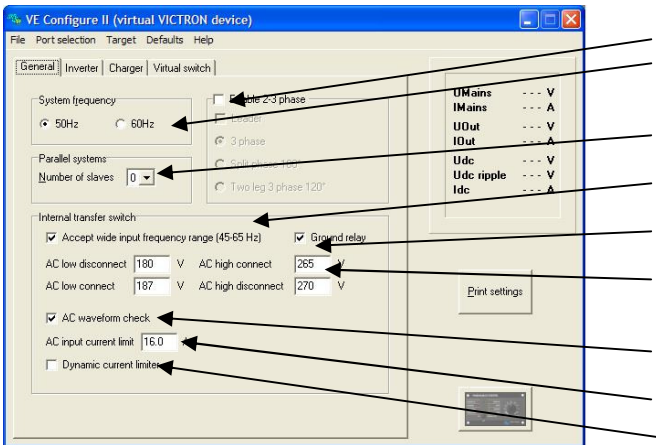 VE Configure II (virtual VICTRON device)
File Port selection Target Defaults Help
General Inverter Charger Virtual switch
System frequency
50Hz 60Hz
Enable 2-3 phase
Leader
3 phase
Split phase 180°
Two leg 3 phase 120°
Parallel systems
Number of slaves 0
Internal transfer switch
Accept wide input frequency range (45-65 Hz) Ground relay
AC low disconnect 180 V AC high connect 265 V
AC low connect 187 V AC high disconnect 270 V
AC waveform check
AC input current limit 16.0
Dynamic current limiter
UMains --- V
IMains --- A
UOut --- V
IOut --- A
Udc --- V
Udc ripple --- V
Idc --- A
Print settings